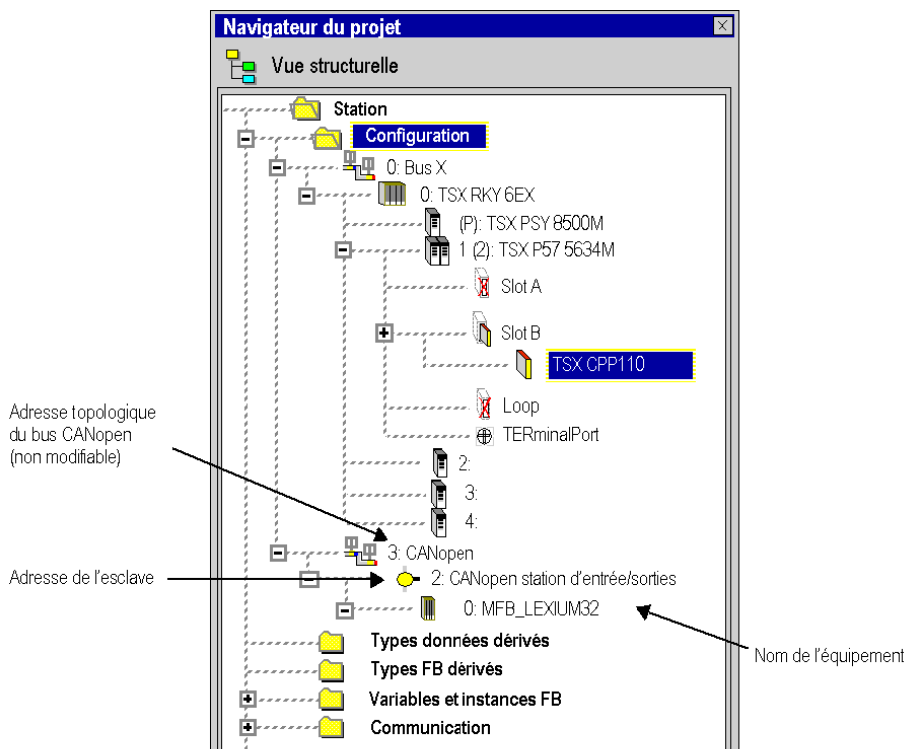 Navigateur du projet
Vue structurelle
Station
Configuration
0: Bus X
0: TSX RKY 6EX
(P): TSX PSY 8500M
1 (2): TSX P57 5634M
Slot A
Slot B
TSX CPP110
Loop
TERminalPort
2:
3:
4:
3: CANopen
2: CANopen station d'entrée/sorties
0: MFB_LEXIUM32
Types données dérivés
Types FB dérivés
Variables et instances FB
Communication
Adresse topologique
du bus CANopen
(non modifiable)
Adresse de l'esclave
Nom de l'équipement